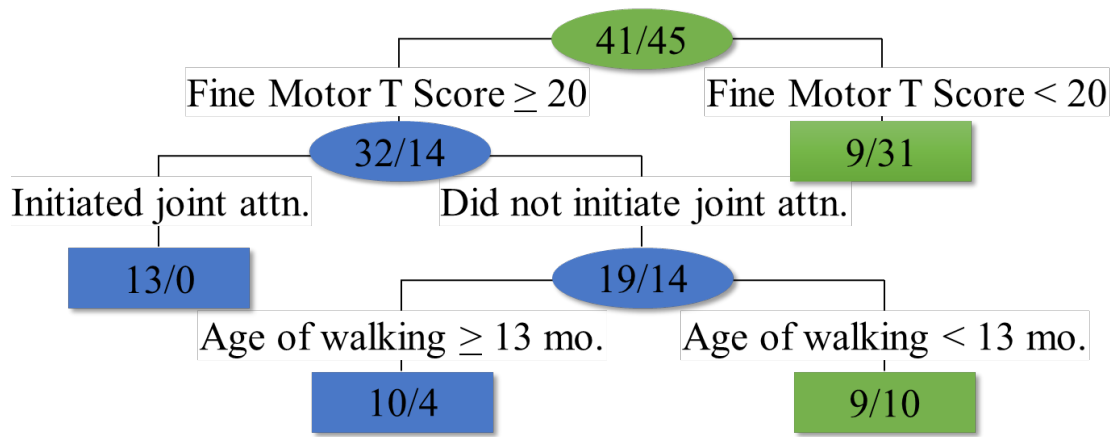 41/45
Fine Motor T Score ≥ 20
Fine Motor T Score < 20
32/14
9/31
Initiated joint attn.
Did not initiate joint attn.
13/0
19/14
Age of walking ≥ 13 mo.
Age of walking < 13 mo.
10/4
9/10